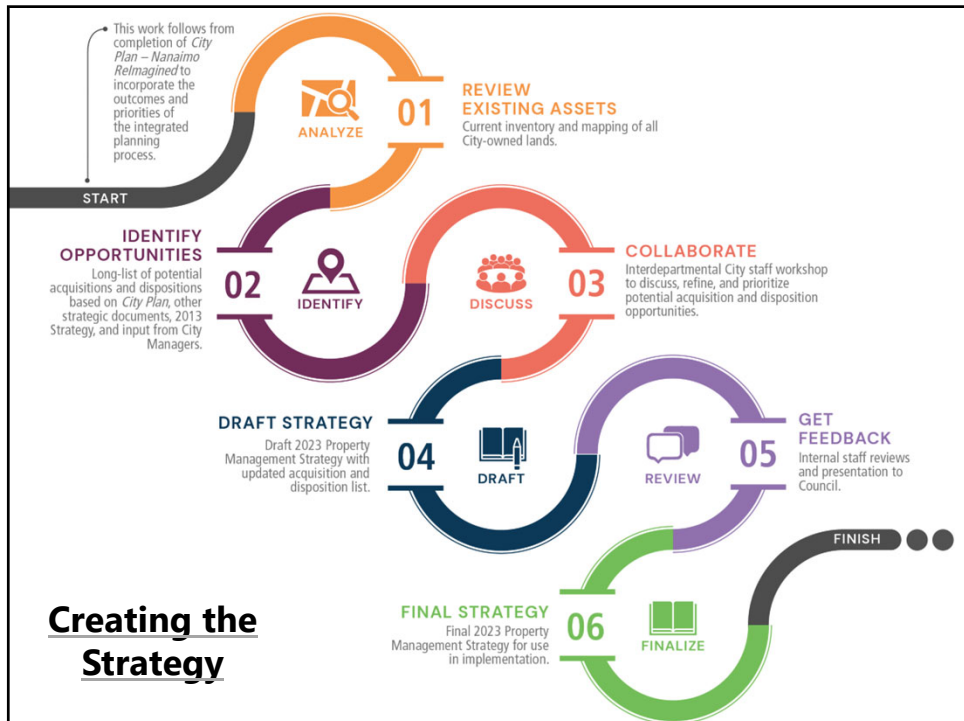 This work follows from
completion of City
Plan – Nanaimo
ReImagined to
incorporate the
outcomes and
priorities of
the integrated
planning
process.
START
ANALYZE
01
REVIEW
EXISTING ASSETS
Current inventory and mapping of all
City-owned lands.
IDENTIFY
OPPORTUNITIES
Long-list of potential
acquisitions and dispositions
based on City Plan, other
strategic documents, 2013
Strategy, and input from City
Managers.
02
IDENTIFY
DISCUSS
03
COLLABORATE
Interdepartmental City staff workshop
to discuss, refine, and prioritize
potential acquisition and disposition
opportunities.
DRAFT STRATEGY
Draft 2023 Property
Management Strategy with
updated acquisition and
disposition list.
04
DRAFT
REVIEW
05
GET
FEEDBACK
Internal staff reviews
and presentation to
Council.
FINISH
FINAL STRATEGY
Final 2023 Property
Management Strategy for use
in implementation.
06
FINALIZE
Creating the
Strategy